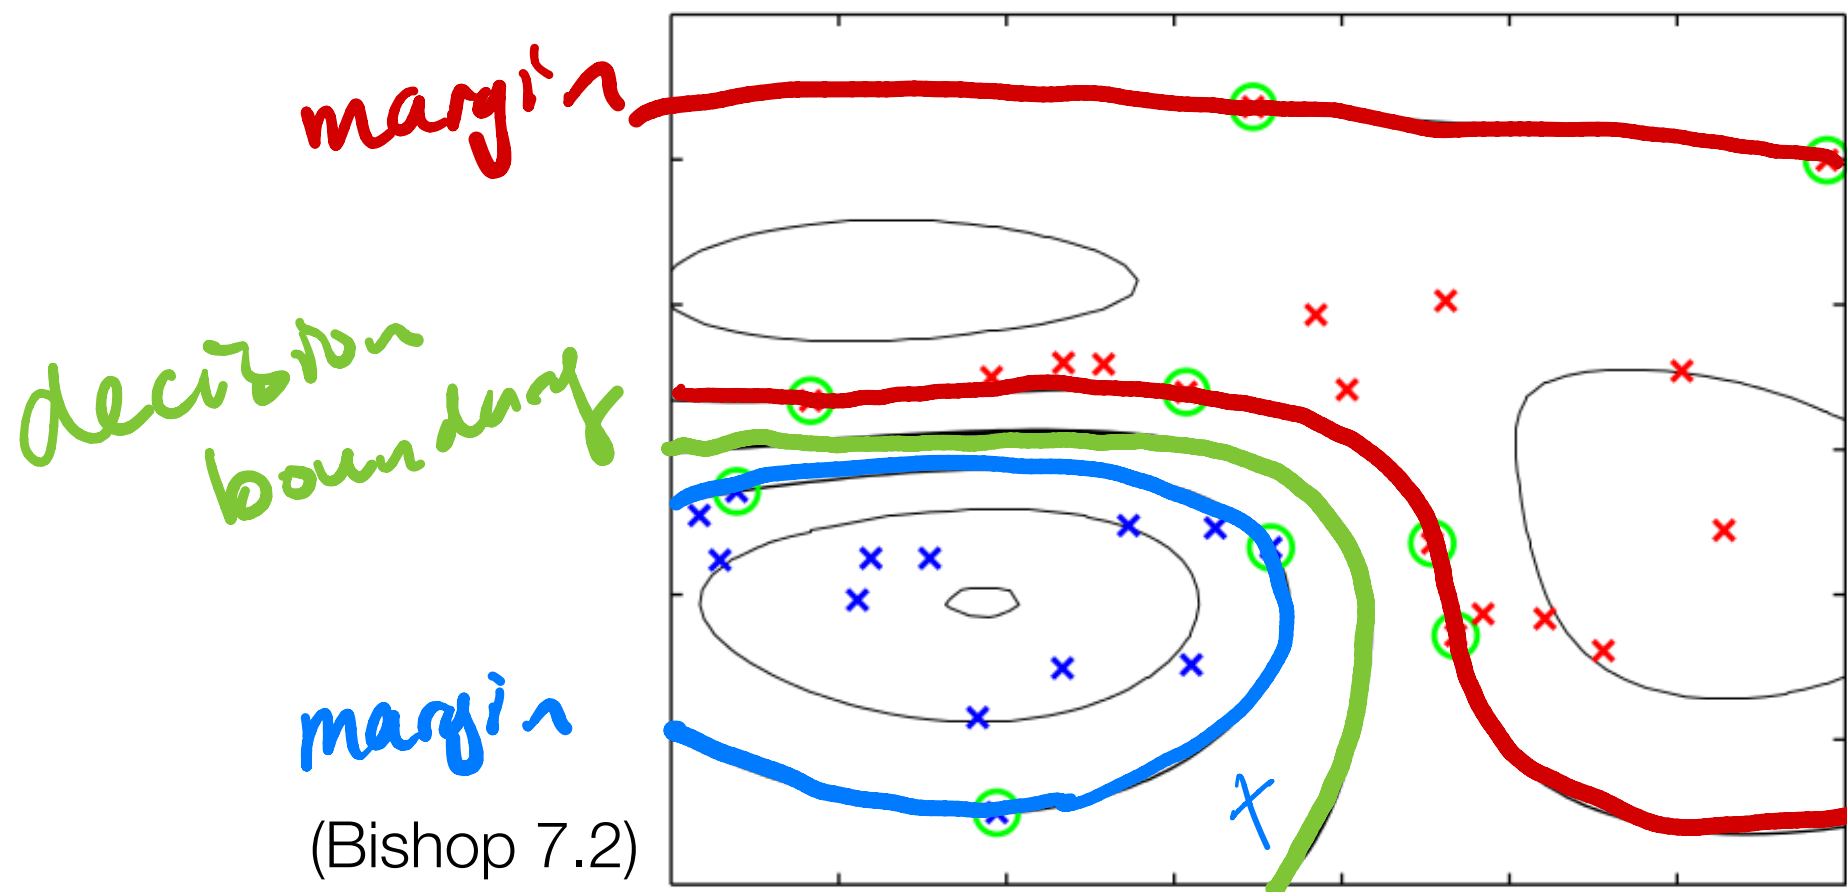 margin
decision
boundary
margin
(Bishop 7.2)
x